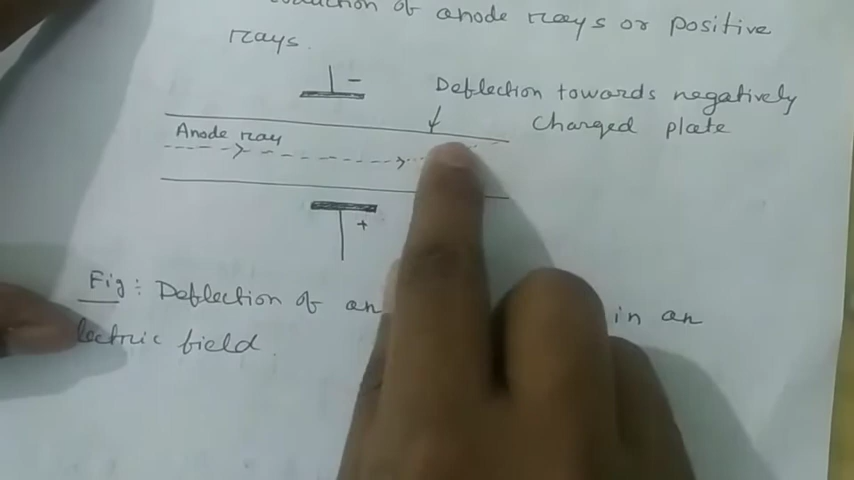 of anode rays or positive
rays.
-
Deflection towards negatively
charged plate
Anode ray
+
Fig: Deflection of an in an
lectric field